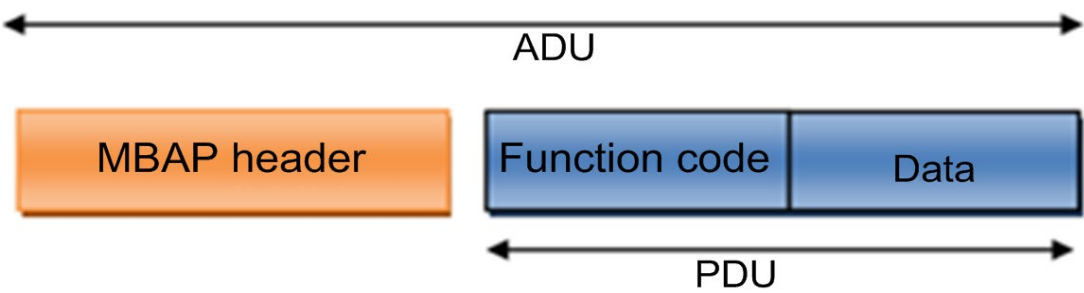 ADU
MBAP header
Function code
Data
PDU